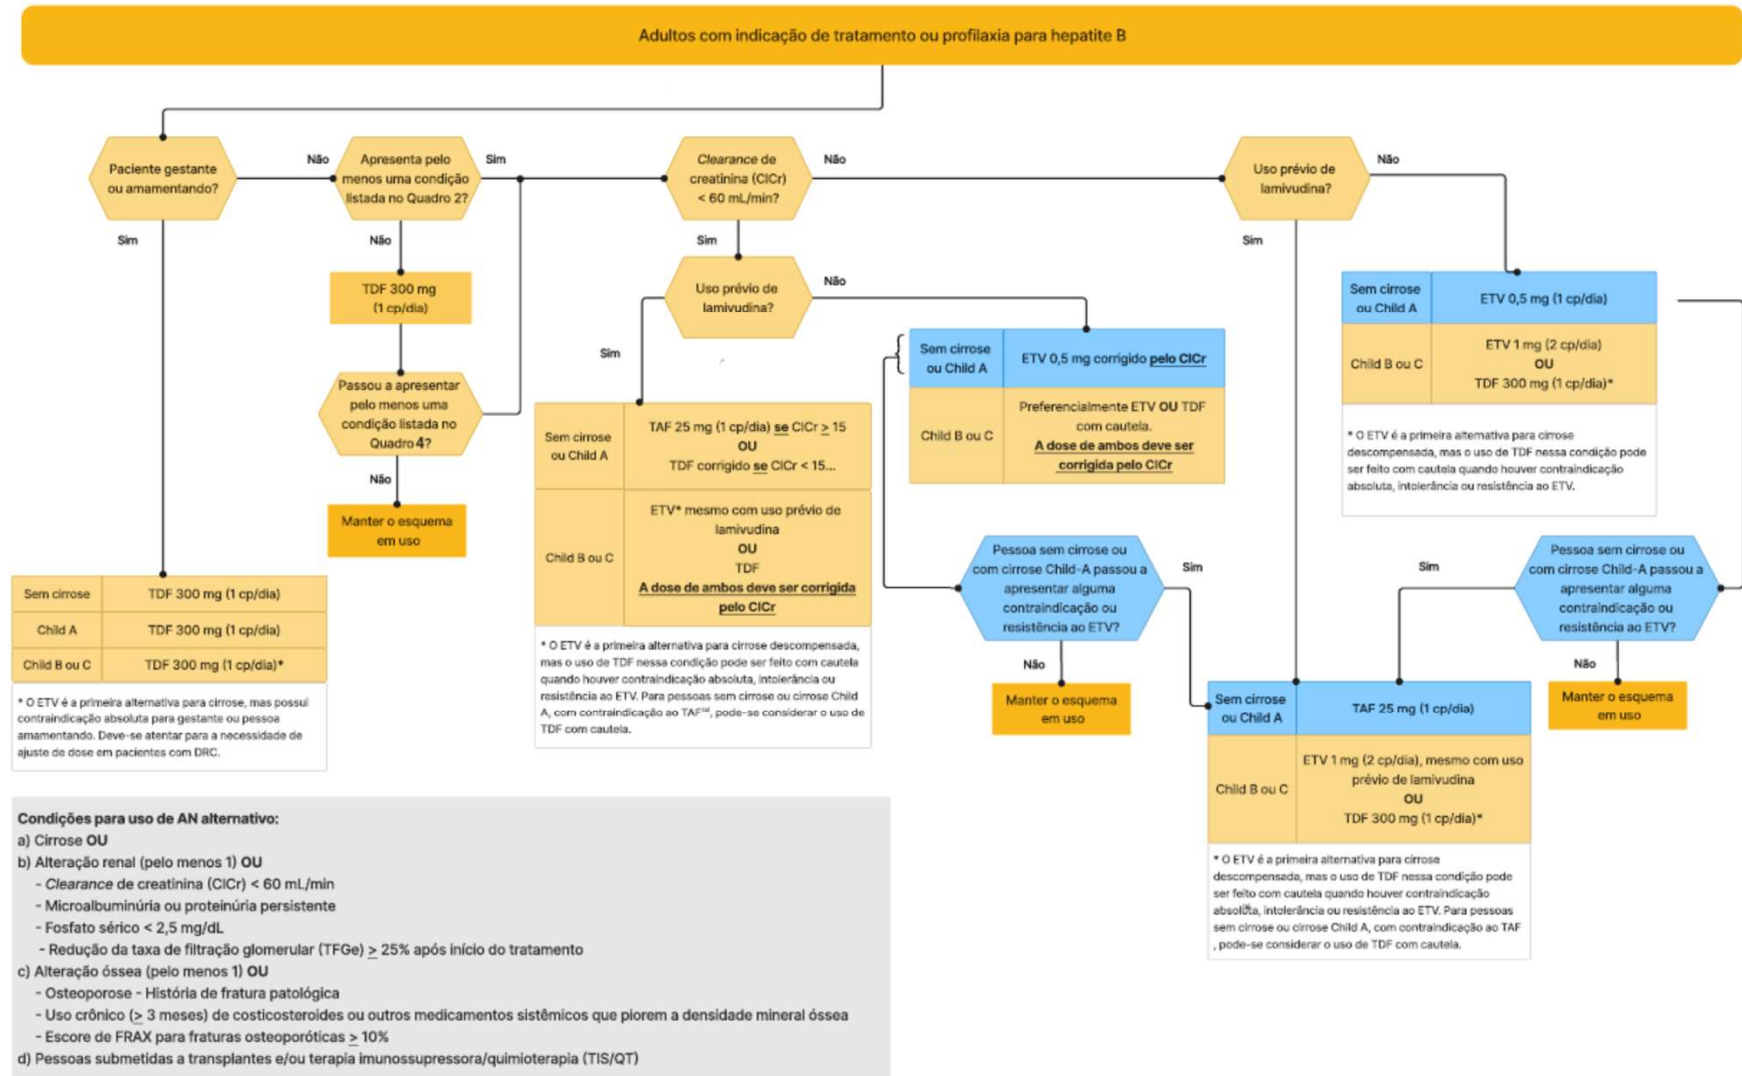 Adultos com indicação de tratamento ou profilaxia para hepatite B
Paciente gestante
ou amamentando?
Não
Sim
Apresenta pelo
menos uma condição
listada no Quadro 2?
Sim
Não
TDF 300 mg
(1 cp/dia)
Passou a apresentar
pelo menos uma
condição listada no
Quadro 4?
Não
Manter o esquema
em uso
Clearance de
creatinina (ClCr)
< 60 mL/min?
Não
Sim
Uso prévio de
lamivudina?
Não
Sim
Uso prévio de
lamivudina?
Não
Sim
Sem cirrose
TDF 300 mg (1 cp/dia)
Child A
TDF 300 mg (1 cp/dia)
Child B ou C
TDF 300 mg (1 cp/dia)*
* O ETV é a primeira alternativa para cirrose, mas possui
contraindicação absoluta para gestante ou pessoa
amamentando. Deve-se atentar para a necessidade de
ajuste de dose em pacientes com DRC.
Sem cirrose
ou Child A
TAF 25 mg (1 cp/dia) se ClCr ≥ 15
OU
TDF corrigido se ClCr < 15...
Child B ou C
ETV* mesmo com uso prévio de
lamivudina
OU
TDF
A dose de ambos deve ser corrigida
pelo ClCr
* O ETV é a primeira alternativa para cirrose descompensada,
mas o uso de TDF nessa condição pode ser feito com cautela
quando houver contraindicação absoluta, intolerância ou
resistência ao ETV. Para pessoas sem cirrose ou cirrose Child
A, com contraindicação ao TAF, pode-se considerar o uso de
TDF com cautela.
Sem cirrose
ou Child A
ETV 0,5 mg corrigido pelo ClCr
Child B ou C
Preferencialmente ETV OU TDF
com cautela.
A dose de ambos deve ser
corrigida pelo ClCr
Sem cirrose
ou Child A
ETV 0,5 mg (1 cp/dia)
Child B ou C
ETV 1 mg (2 cp/dia)
OU
TDF 300 mg (1 cp/dia)*
* O ETV é a primeira alternativa para cirrose
descompensada, mas o uso de TDF nessa condição pode
ser feito com cautela quando houver contraindicação
absoluta, intolerância ou resistência ao ETV.
Pessoa sem cirrose ou
com cirrose Child-A passou a
apresentar alguma
contraindicação ou
resistência ao ETV?
Sim
Não
Manter o esquema
em uso
Pessoa sem cirrose ou
com cirrose Child-A passou a
apresentar alguma
contraindicação ou
resistência ao ETV?
Sim
Não
Manter o esquema
em uso
Sem cirrose
ou Child A
TAF 25 mg (1 cp/dia)
Child B ou C
ETV 1 mg (2 cp/dia), mesmo com uso
prévio de lamivudina
OU
TDF 300 mg (1 cp/dia)*
* O ETV é a primeira alternativa para cirrose
descompensada, mas o uso de TDF nessa condição pode
ser feito com cautela quando houver contraindicação
absoluta, intolerância ou resistência ao ETV. Para pessoas
sem cirrose ou cirrose Child A, com contraindicação ao TAF
, pode-se considerar o uso de TDF com cautela.
Condições para uso de AN alternativo:
a) Cirrose OU
b) Alteração renal (pelo menos 1) OU
- Clearance de creatinina (ClCr) < 60 mL/min
- Microalbuminúria ou proteinúria persistente
- Fosfato sérico < 2,5 mg/dL
- Redução da taxa de filtração glomerular (TFGe) ≥ 25% após início do tratamento
c) Alteração óssea (pelo menos 1) OU
- Osteoporose - História de fratura patológica
- Uso crônico (≥ 3 meses) de costicosteroides ou outros medicamentos sistêmicos que piorem a densidade mineral óssea
- Escore de FRAX para fraturas osteoporóticas ≥ 10%
d) Pessoas submetidas a transplantes e/ou terapia imunossupressora/quimioterapia (TIS/QT)